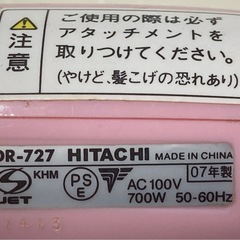 注意
ご使用の際は必ず
アタッチメントを
取りつけてください。
(やけど、髪こげの恐れあり)
DR-727 HITACHI MADE IN CHINA
KHM
PSE
AC100V
07年製
JET
700W 50-60Hz